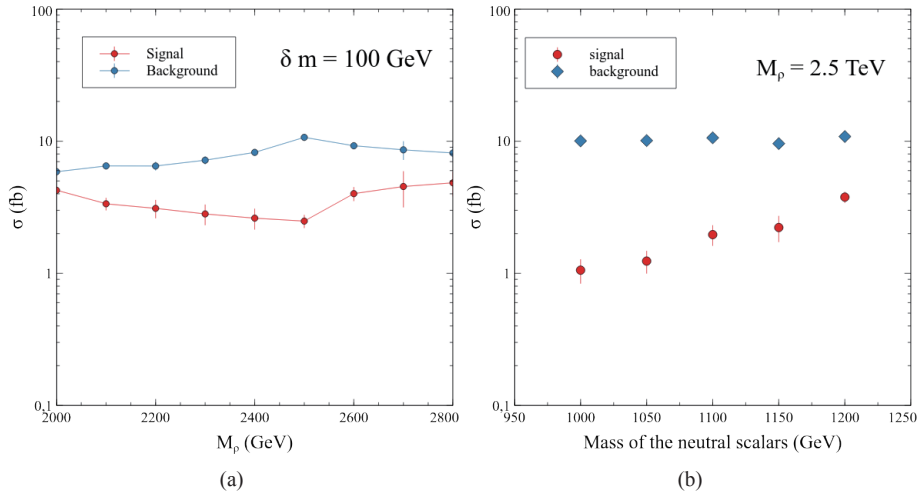 100
10
1
0,1
σ (fb)
Signal
Background
δ m = 100 GeV
2000
2200
2400
2600
2800
M_ρ (GeV)
(a)
100
10
1
0,1
σ (fb)
signal
background
M_ρ = 2.5 TeV
950
1000
1050
1100
1150
1200
1250
Mass of the neutral scalars (GeV)
(b)